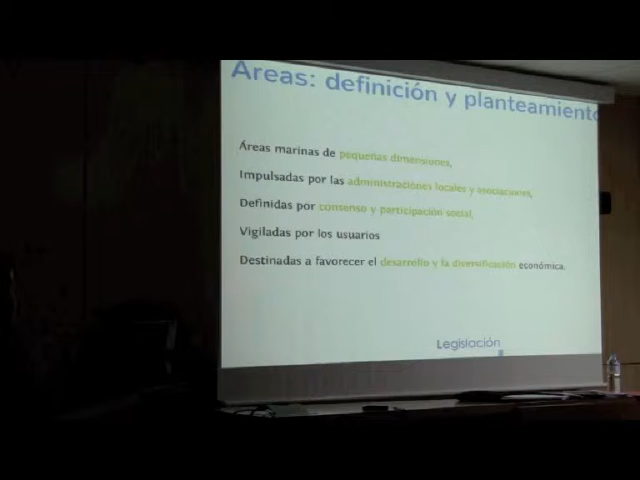 Areas: definición y planteamiento
Áreas marinas de pequeñas dimensiones,
Impulsadas por las administraciones locales y asociaciones,
Definidas por consenso y participación social,
Vigiladas por los usuarios
Destinadas a favorecer el desarrollo y la diversificación económica.
Legislación